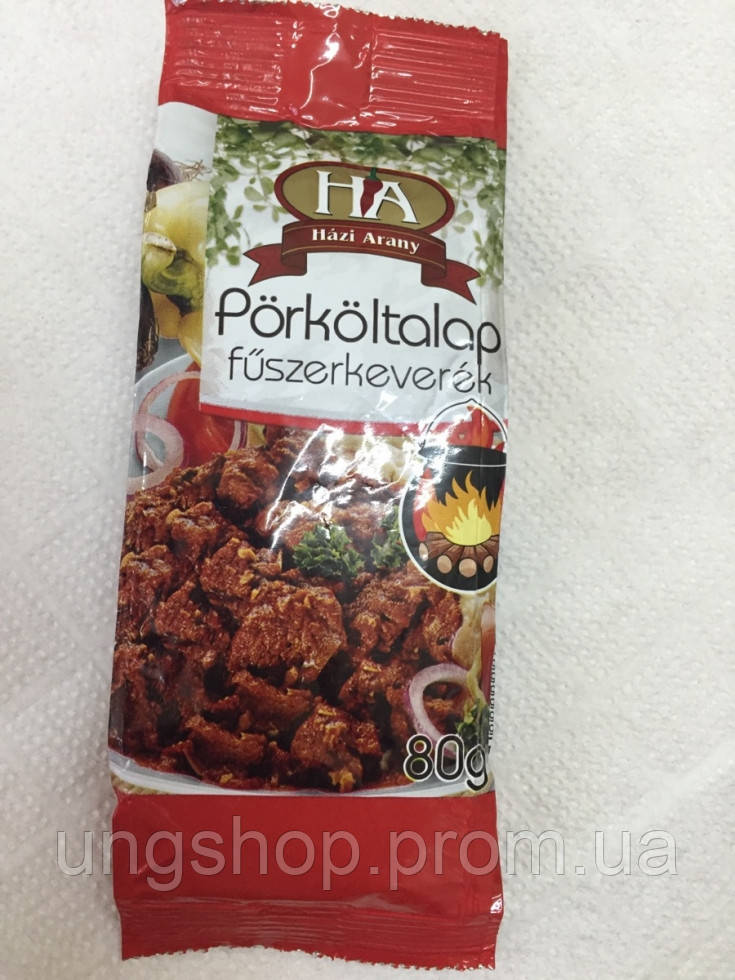 HA
Házi Arany
Pörköltalap
fűszerkeverék
80g
ungshop.prom.ua